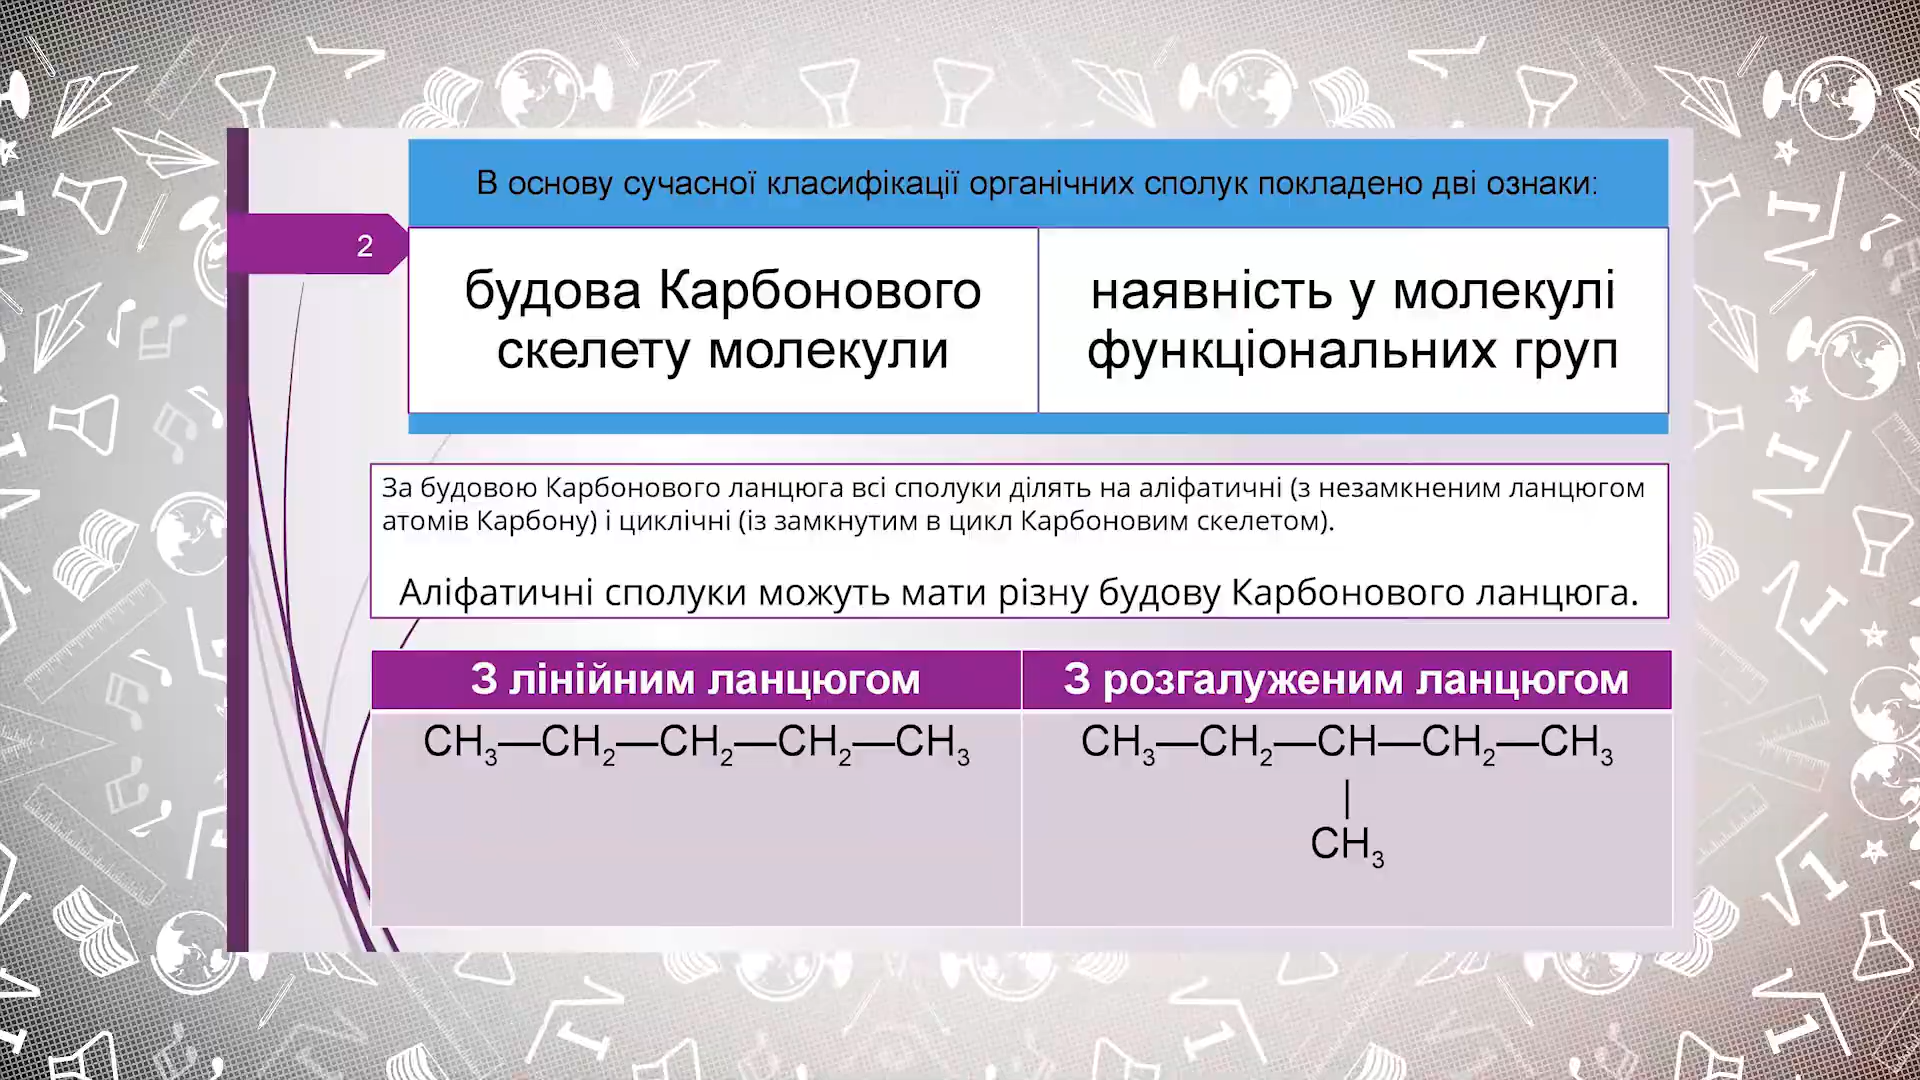 В основу сучасної класифікації органічних сполук покладено дві ознаки:
2
будова Карбонового
скелету молекули
наявність у молекулі
функціональних груп
За будовою Карбонового ланцюга всі сполуки ділять на аліфатичні (з незамкненим ланцюгом
атомів Карбону) і циклічні (із замкнутим в цикл Карбоновим скелетом).
Аліфатичні сполуки можуть мати різну будову Карбонового ланцюга.
З лінійним ланцюгом
З розгалуженим ланцюгом
CH₃—CH₂—CH₂—CH₂—CH₃
CH₃—CH₂—CH—CH₂—CH₃
|
CH₃